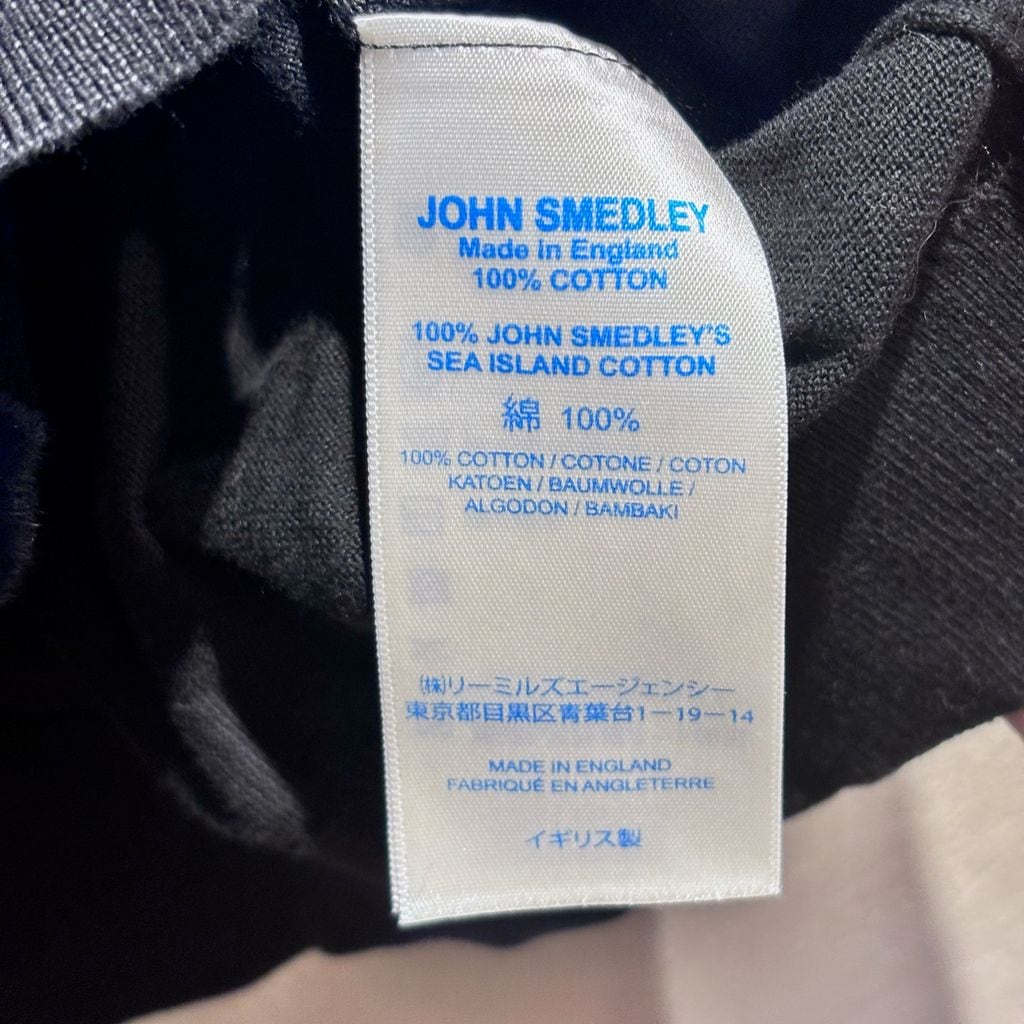 JOHN SMEDLEY
Made in England
100% COTTON
100% JOHN SMEDLEY'S
SEA ISLAND COTTON
綿 100%
100% COTTON / COTONE / COTON
KATOEN / BAUMWOLLE /
ALGODON / BAMBAKI
㈱リーミルズエージェンシー
東京都目黒区青葉台1－19－14
MADE IN ENGLAND
FABRIQUÉ EN ANGLETERRE
イギリス製